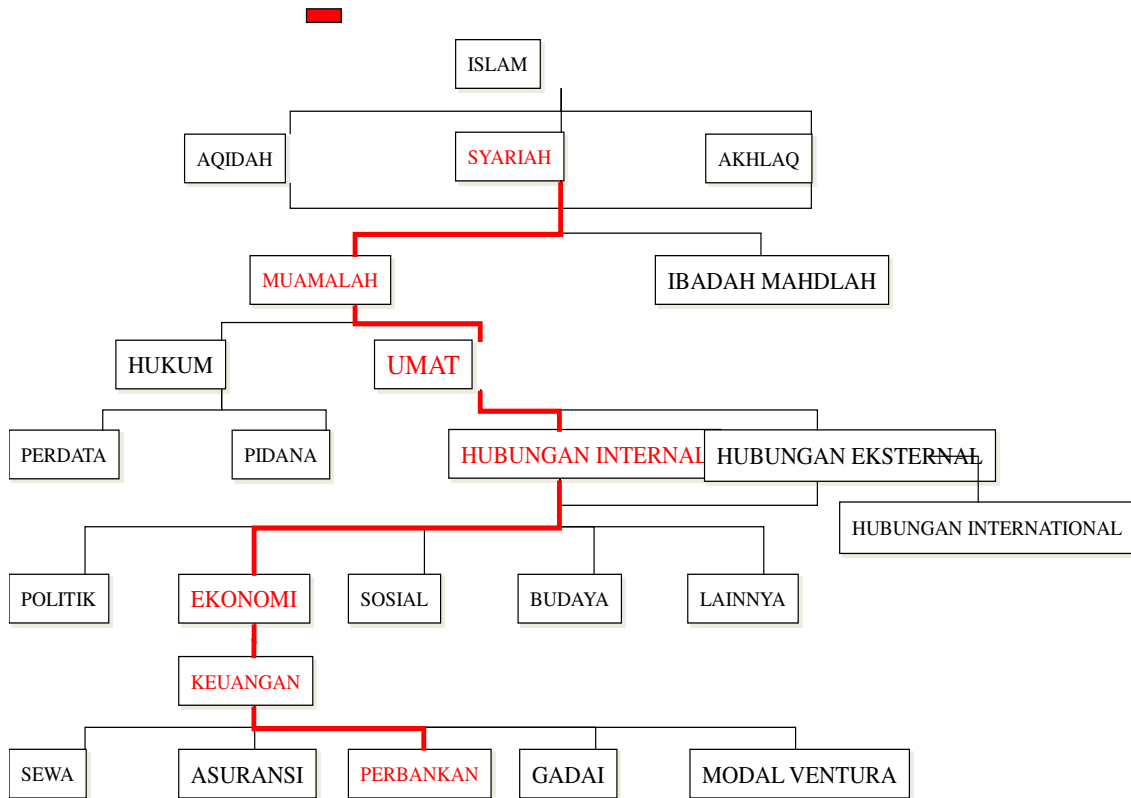 ISLAM
AQIDAH
SYARIAH
AKHLAQ
MUAMALAH
IBADAH MAHDLAH
HUKUM
UMAT
PERDATA
PIDANA
HUBUNGAN INTERNAL
HUBUNGAN EKSTERNAL
HUBUNGAN INTERNATIONAL
POLITIK
EKONOMI
SOSIAL
BUDAYA
LAINNYA
KEUANGAN
SEWA
ASURANSI
PERBANKAN
GADAI
MODAL VENTURA